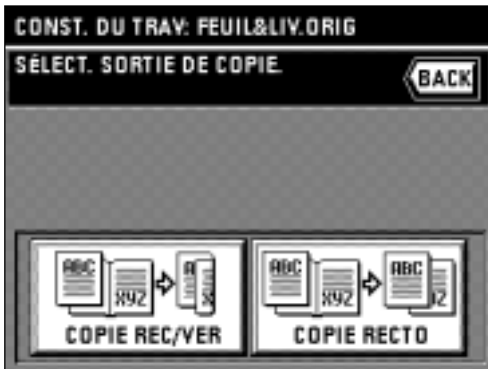 CONST. DU TRAV: FEUIL&LIV.ORIG
SÉLECT. SORTIE DE COPIE.
BACK
ABC XYZ A X
ABC XYZ ABC YZ
COPIE REC/VER
COPIE RECTO